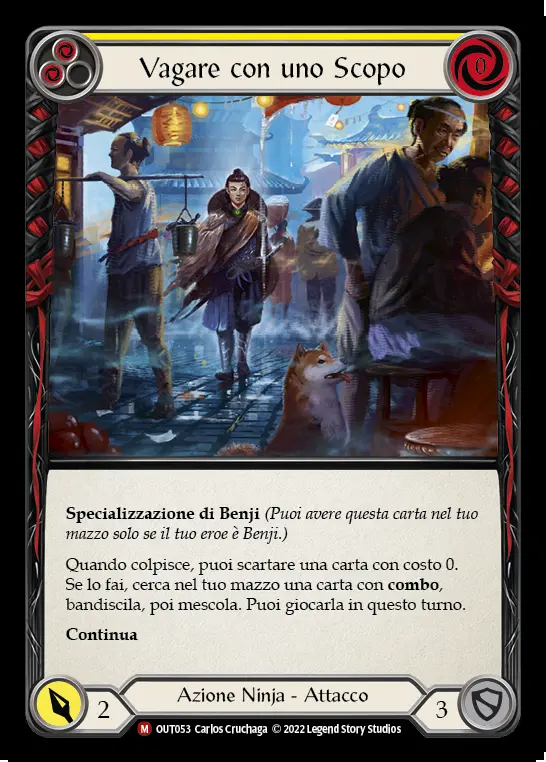 Vagare con uno Scopo
0
Specializzazione di Benji (Puoi avere questa carta nel tuo
mazzo solo se il tuo eroe è Benji.)
Quando colpisce, puoi scartare una carta con costo 0.
Se lo fai, cerca nel tuo mazzo una carta con combo,
bandiscila, poi mescola. Puoi giocarla in questo turno.
Continua
2
Azione Ninja - Attacco
3
M OUT053 Carlos Cruchaga © 2022 Legend Story Studios